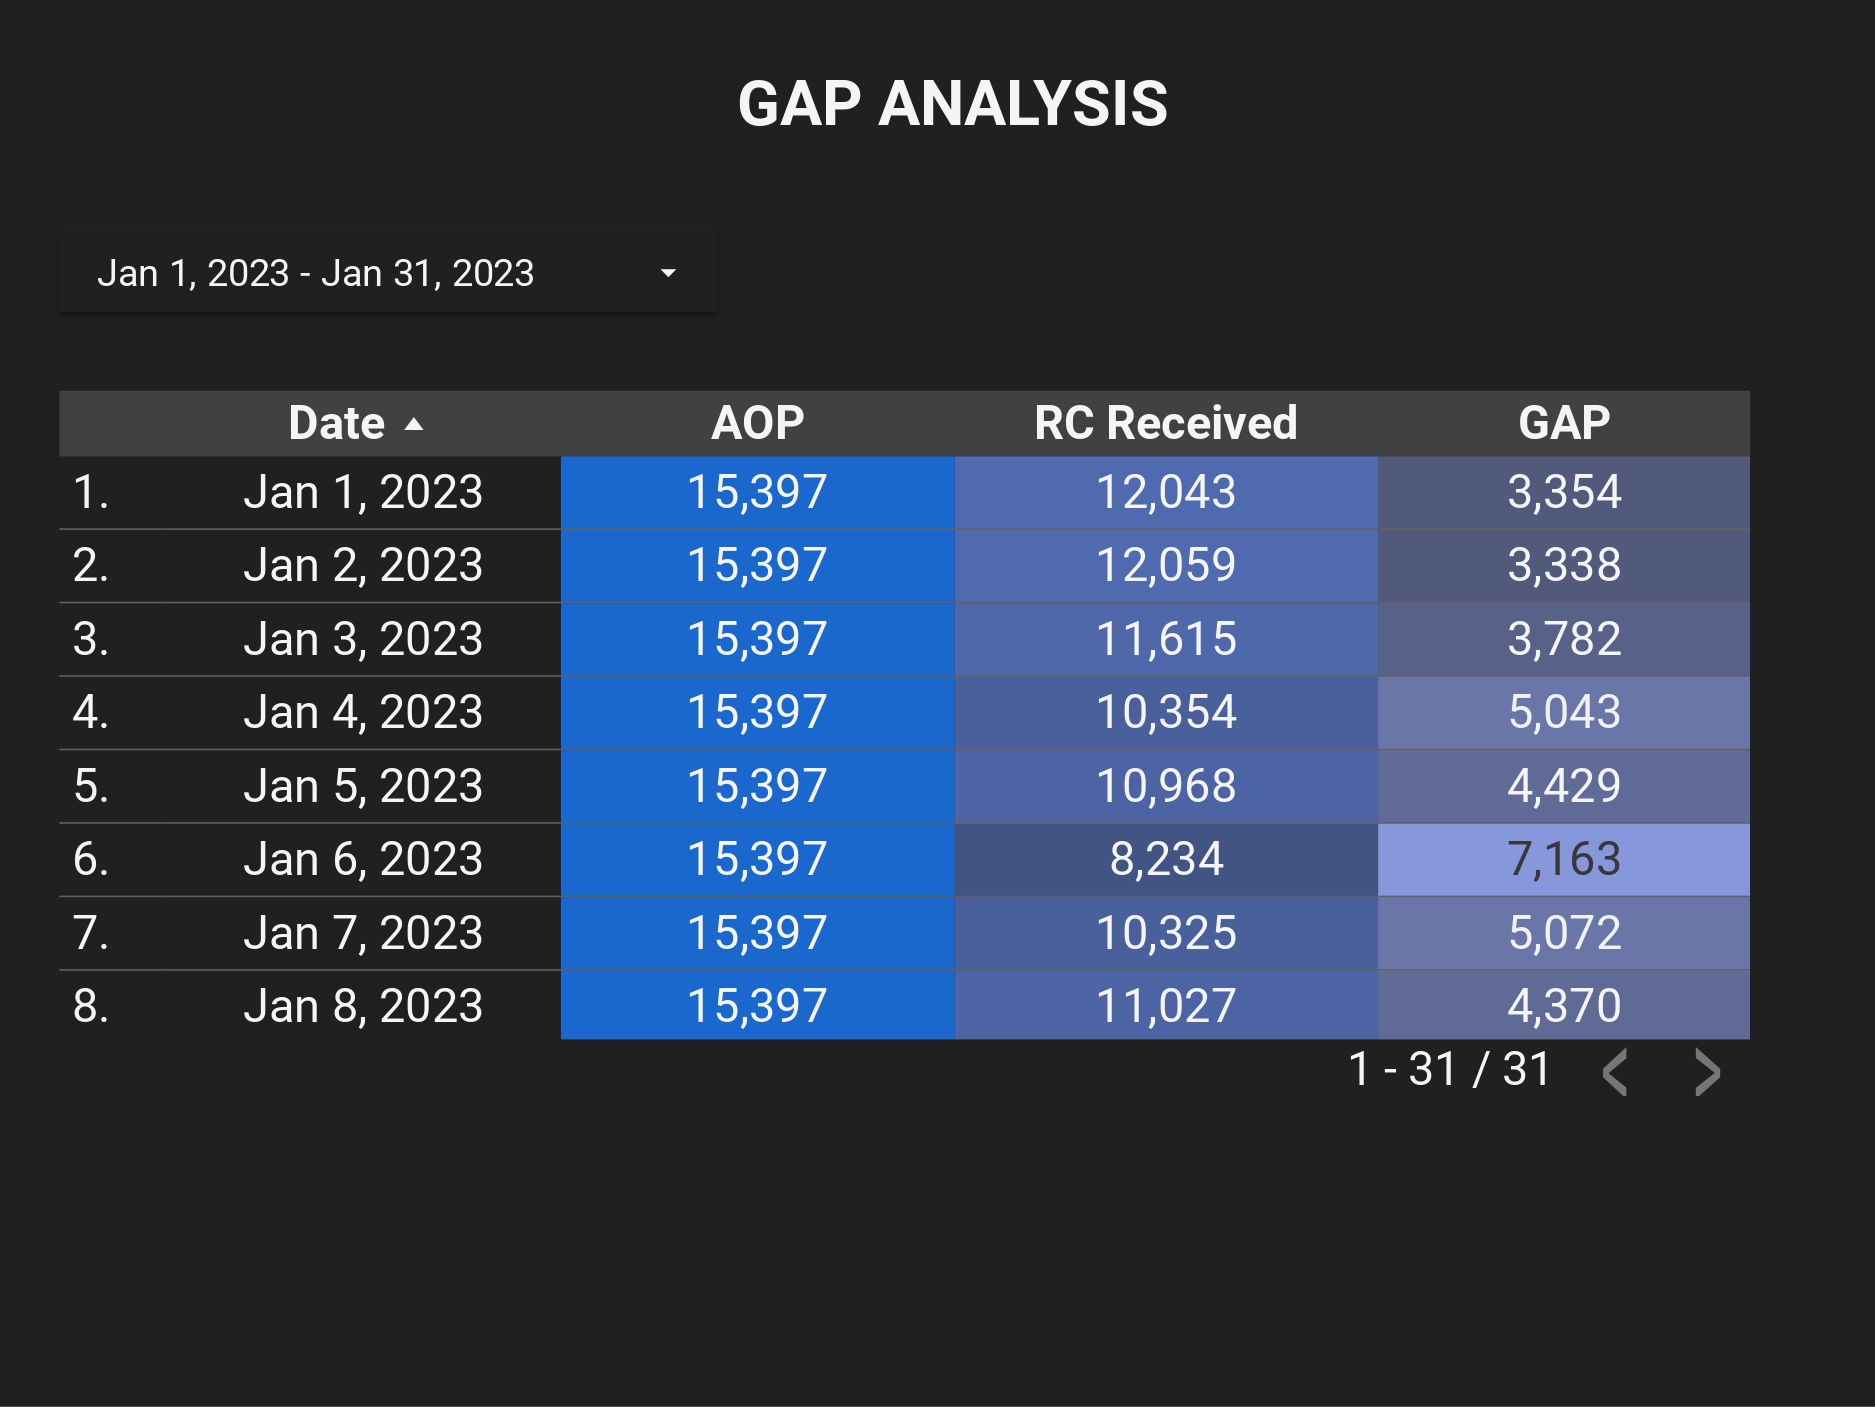 GAP ANALYSIS
Jan 1, 2023 - Jan 31, 2023
Date AOP RC Received GAP
1. Jan 1, 2023 15,397 12,043 3,354
2. Jan 2, 2023 15,397 12,059 3,338
3. Jan 3, 2023 15,397 11,615 3,782
4. Jan 4, 2023 15,397 10,354 5,043
5. Jan 5, 2023 15,397 10,968 4,429
6. Jan 6, 2023 15,397 8,234 7,163
7. Jan 7, 2023 15,397 10,325 5,072
8. Jan 8, 2023 15,397 11,027 4,370
1 - 31 / 31